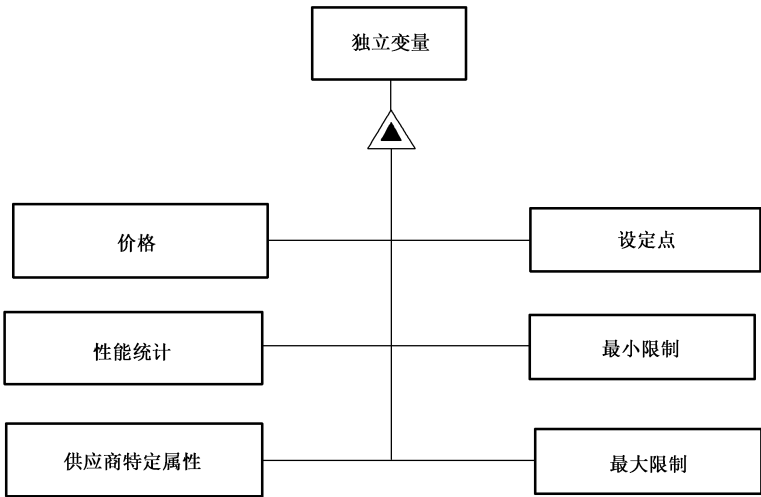 独立变量
价格
设定点
性能统计
最小限制
供应商特定属性
最大限制